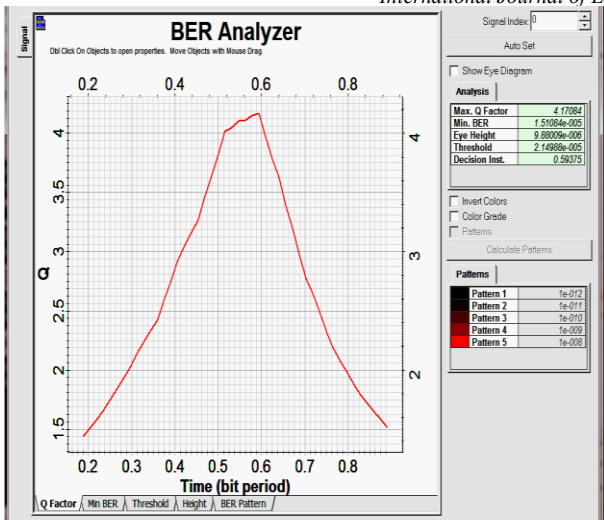 International Journal of E
Signal
BER Analyzer
Dbl Click On Objects to open properties. Move Objects with Mouse Drag
0.2 0.4 0.6 0.8
4
3.5
3
2.5
2
1.5
Q
4
3
2
0.2 0.3 0.4 0.5 0.6 0.7 0.8
Time (bit period)
Q Factor Min BER Threshold Height BER Pattern
Signal Index: 0
Auto Set
Show Eye Diagram
Analysis
Max. Q Factor 4.17084
Min. BER 1.51084e-005
Eye Height 9.88009e-006
Threshold 2.14988e-005
Decision Inst. 0.59375
Invert Colors
Color Grade
Patterns
Calculate Patterns
Patterns
Pattern 1 1e-012
Pattern 2 1e-011
Pattern 3 1e-010
Pattern 4 1e-009
Pattern 5 1e-008